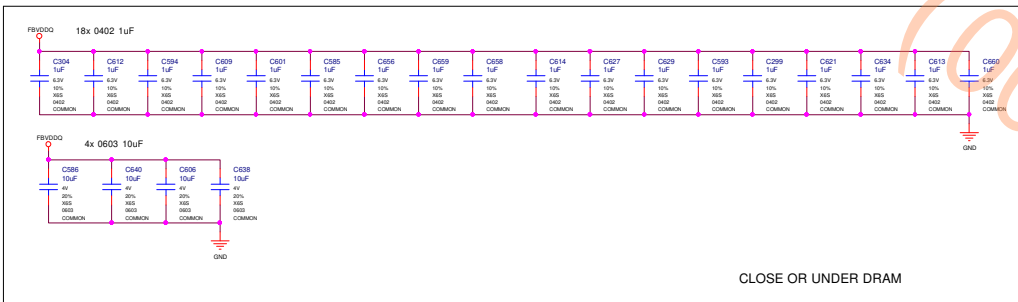 FBVDDQ
18x 0402 1uF
C304 C612 C594 C609 C601 C585 C656 C659 C658 C614 C627 C629 C593 C299 C621 C634 C613 C660
1uF 1uF 1uF 1uF 1uF 1uF 1uF 1uF 1uF 1uF 1uF 1uF 1uF 1uF 1uF 1uF 1uF 1uF
6.3V 6.3V 6.3V 6.3V 6.3V 6.3V 6.3V 6.3V 6.3V 6.3V 6.3V 6.3V 6.3V 6.3V 6.3V 6.3V 6.3V 6.3V
10% 10% 10% 10% 10% 10% 10% 10% 10% 10% 10% 10% 10% 10% 10% 10% 10% 10%
X6S X6S X6S X6S X6S X6S X6S X6S X6S X6S X6S X6S X6S X6S X6S X6S X6S X6S
0402 0402 0402 0402 0402 0402 0402 0402 0402 0402 0402 0402 0402 0402 0402 0402 0402 0402
COMMON COMMON COMMON COMMON COMMON COMMON COMMON COMMON COMMON COMMON COMMON COMMON COMMON COMMON COMMON COMMON COMMON COMMON
GND
FBVDDQ
4x 0603 10uF
C586 C640 C606 C638
10uF 10uF 10uF 10uF
4V 4V 4V 4V
20% 20% 20% 20%
X6S X6S X6S X6S
0603 0603 0603 0603
COMMON COMMON COMMON COMMON
GND
CLOSE OR UNDER DRAM